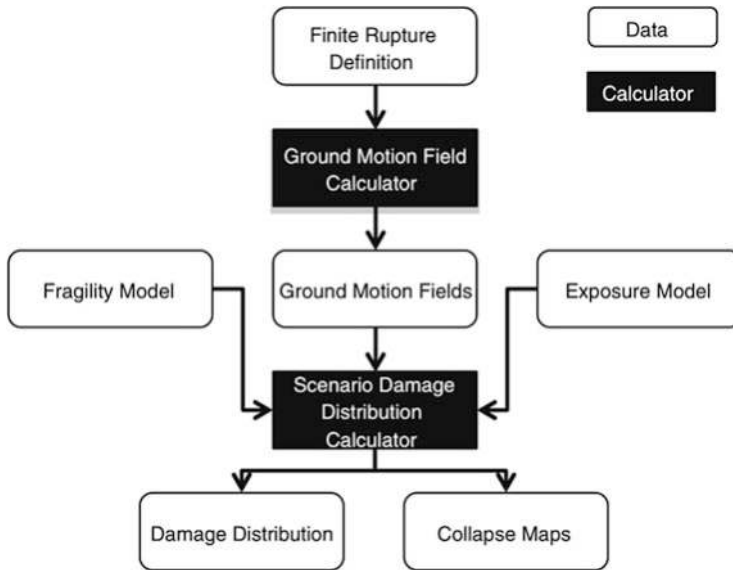 Finite Rupture
Definition
Data
Calculator
Ground Motion Field
Calculator
Fragility Model
Ground Motion Fields
Exposure Model
Scenario Damage
Distribution
Calculator
Damage Distribution
Collapse Maps